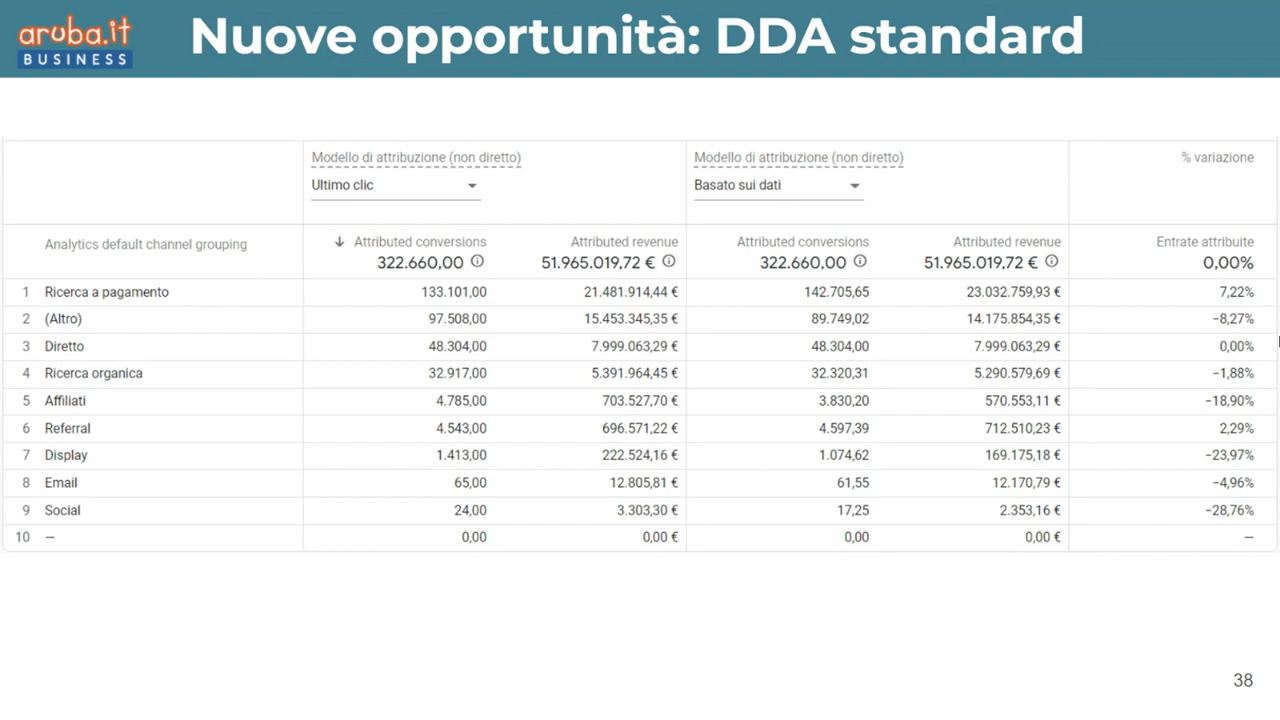 aruba.it
BUSINESS
Nuove opportunità: DDA standard
Modello di attribuzione (non diretto) Modello di attribuzione (non diretto) % variazione
Ultimo clic Basato sui dati
Analytics default channel grouping Attributed conversions Attributed revenue Attributed conversions Attributed revenue Entrate attribuite
322.660,00 51.965.019,72 € 322.660,00 51.965.019,72 € 0,00%
1 Ricerca a pagamento 133.101,00 21.481.914,44 € 142.705,65 23.032.759,93 € 7,22%
2 (Altro) 97.508,00 15.453.345,35 € 89.749,02 14.175.854,35 € −8,27%
3 Diretto 48.304,00 7.999.063,29 € 48.304,00 7.999.063,29 € 0,00%
4 Ricerca organica 32.917,00 5.391.964,45 € 32.320,31 5.290.579,69 € −1,88%
5 Affiliati 4.785,00 703.527,70 € 3.830,20 570.553,11 € −18,90%
6 Referral 4.543,00 696.571,22 € 4.597,39 712.510,23 € 2,29%
7 Display 1.413,00 222.524,16 € 1.074,62 169.175,18 € −23,97%
8 Email 65,00 12.805,81 € 61,55 12.170,79 € −4,96%
9 Social 24,00 3.303,30 € 17,25 2.353,16 € −28,76%
10 — 0,00 0,00 € 0,00 0,00 € —
38